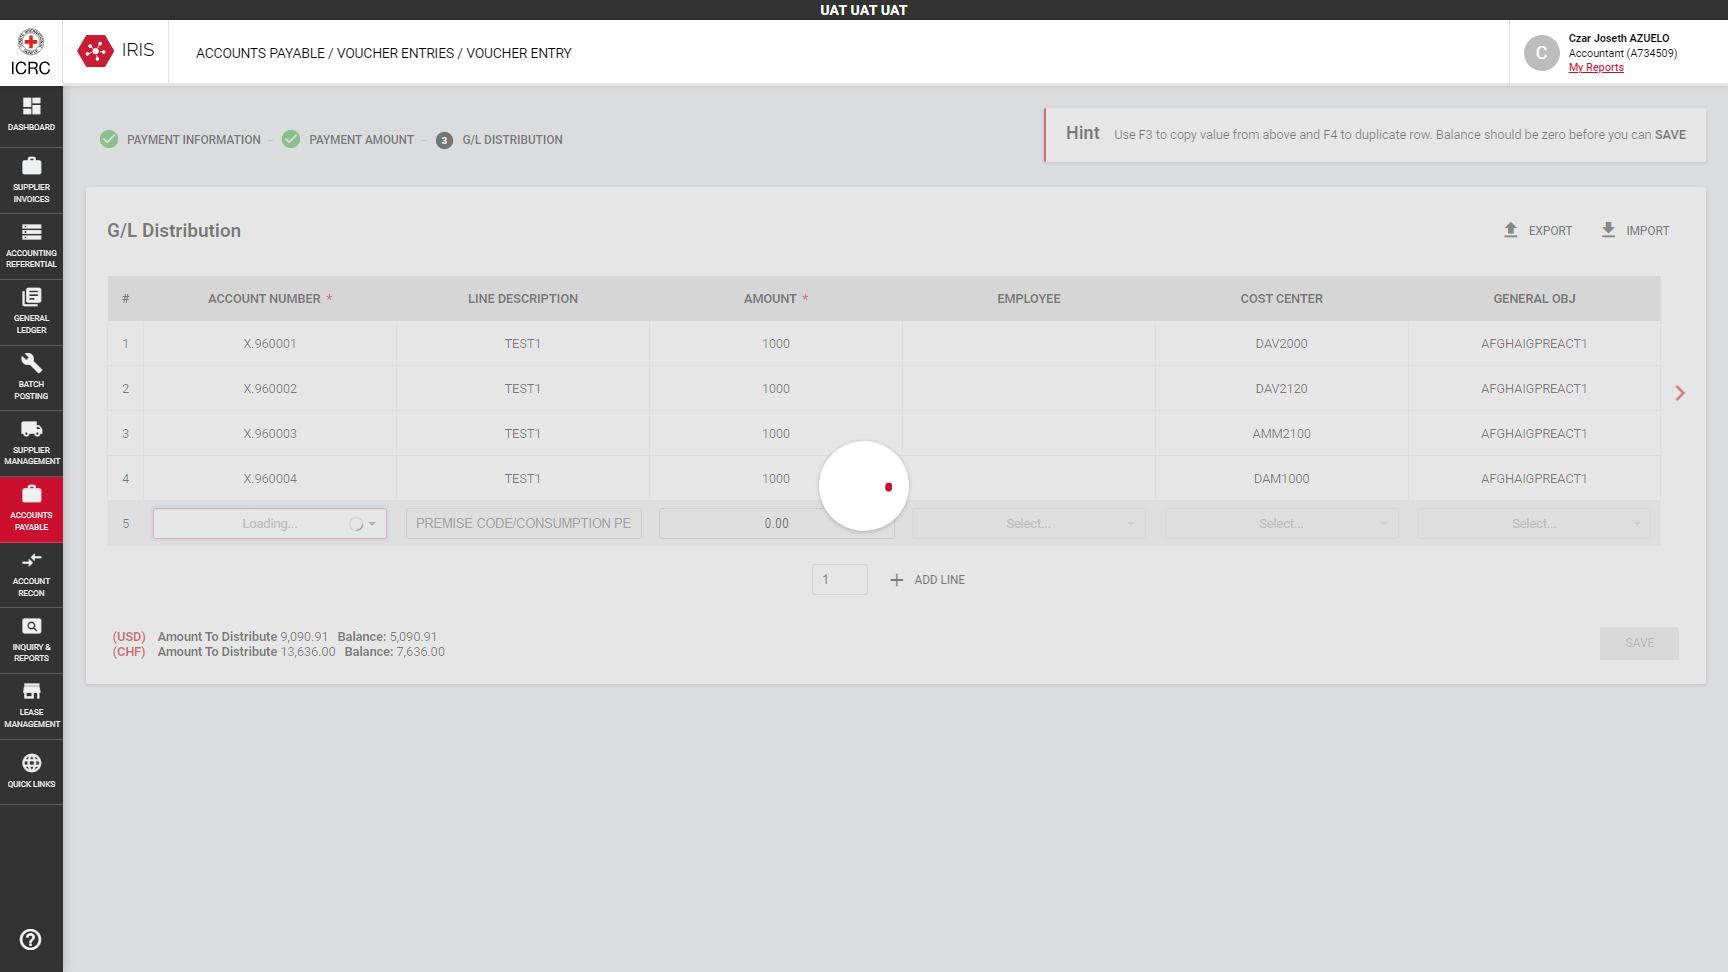 UAT UAT UAT
ICRC
IRIS
ACCOUNTS PAYABLE / VOUCHER ENTRIES / VOUCHER ENTRY
C
Czar Joseth AZUELO
Accountant (A734509)
My Reports
DASHBOARD
SUPPLIER
INVOICES
ACCOUNTING
REFERENTIAL
GENERAL
LEDGER
BATCH
POSTING
SUPPLIER
MANAGEMENT
ACCOUNTS
PAYABLE
ACCOUNT
RECON
INQUIRY &
REPORTS
LEASE
MANAGEMENT
QUICK LINKS
PAYMENT INFORMATION - PAYMENT AMOUNT - 3 G/L DISTRIBUTION
Hint Use F3 to copy value from above and F4 to duplicate row. Balance should be zero before you can SAVE
G/L Distribution
EXPORT IMPORT
# ACCOUNT NUMBER * LINE DESCRIPTION AMOUNT * EMPLOYEE COST CENTER GENERAL OBJ
1 X.960001 TEST1 1000 DAV2000 AFGHAIGPREACT1
2 X.960002 TEST1 1000 DAV2120 AFGHAIGPREACT1
3 X.960003 TEST1 1000 AMM2100 AFGHAIGPREACT1
4 X.960004 TEST1 1000 DAM1000 AFGHAIGPREACT1
5 Loading... PREMISE CODE/CONSUMPTION PE 0.00 Select... Select... Select...
1 + ADD LINE
(USD) Amount To Distribute 9,090.91 Balance: 5,090.91
(CHF) Amount To Distribute 13,636.00 Balance: 7,636.00
SAVE